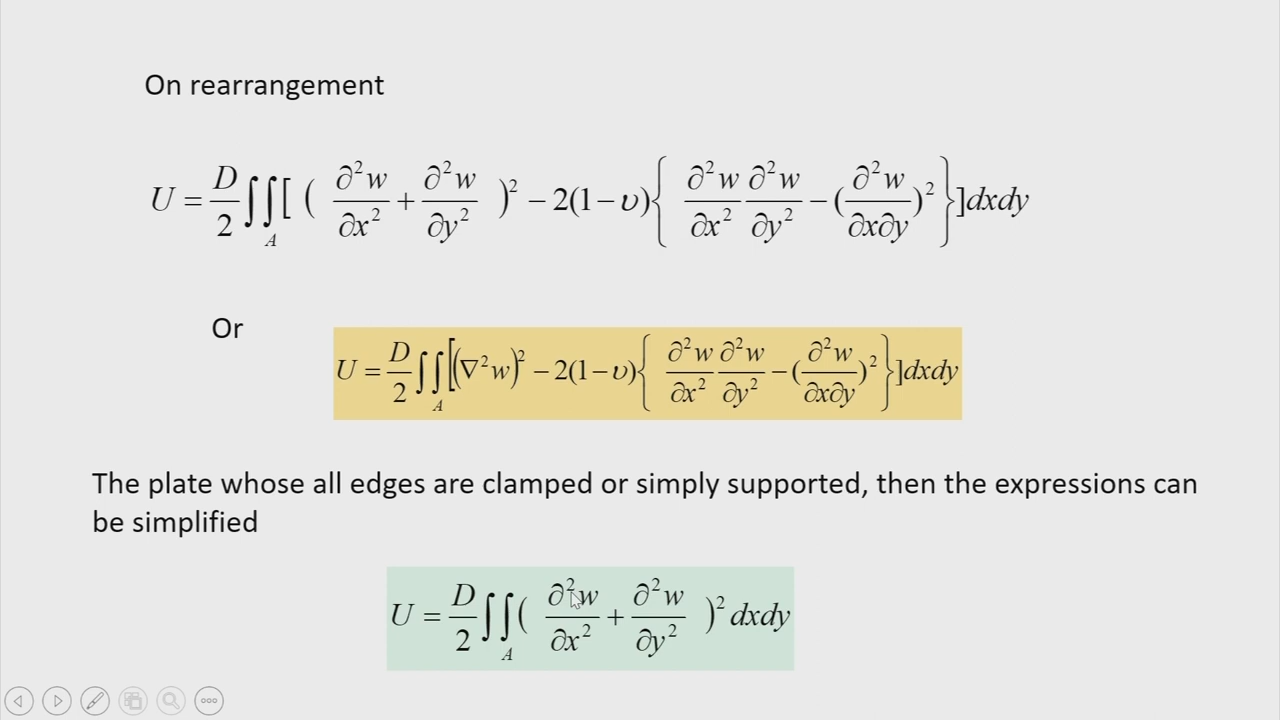 On rearrangement
U = D/2 ∬_A [ ( ∂²w/∂x² + ∂²w/∂y² )² − 2(1−υ){ ∂²w/∂x² ∂²w/∂y² − (∂²w/∂x∂y)² }]dxdy
Or
U = D/2 ∬_A [(∇²w)² − 2(1−υ){ ∂²w/∂x² ∂²w/∂y² − (∂²w/∂x∂y)² }]dxdy
The plate whose all edges are clamped or simply supported, then the expressions can
be simplified
U = D/2 ∬_A ( ∂²w/∂x² + ∂²w/∂y² )² dxdy